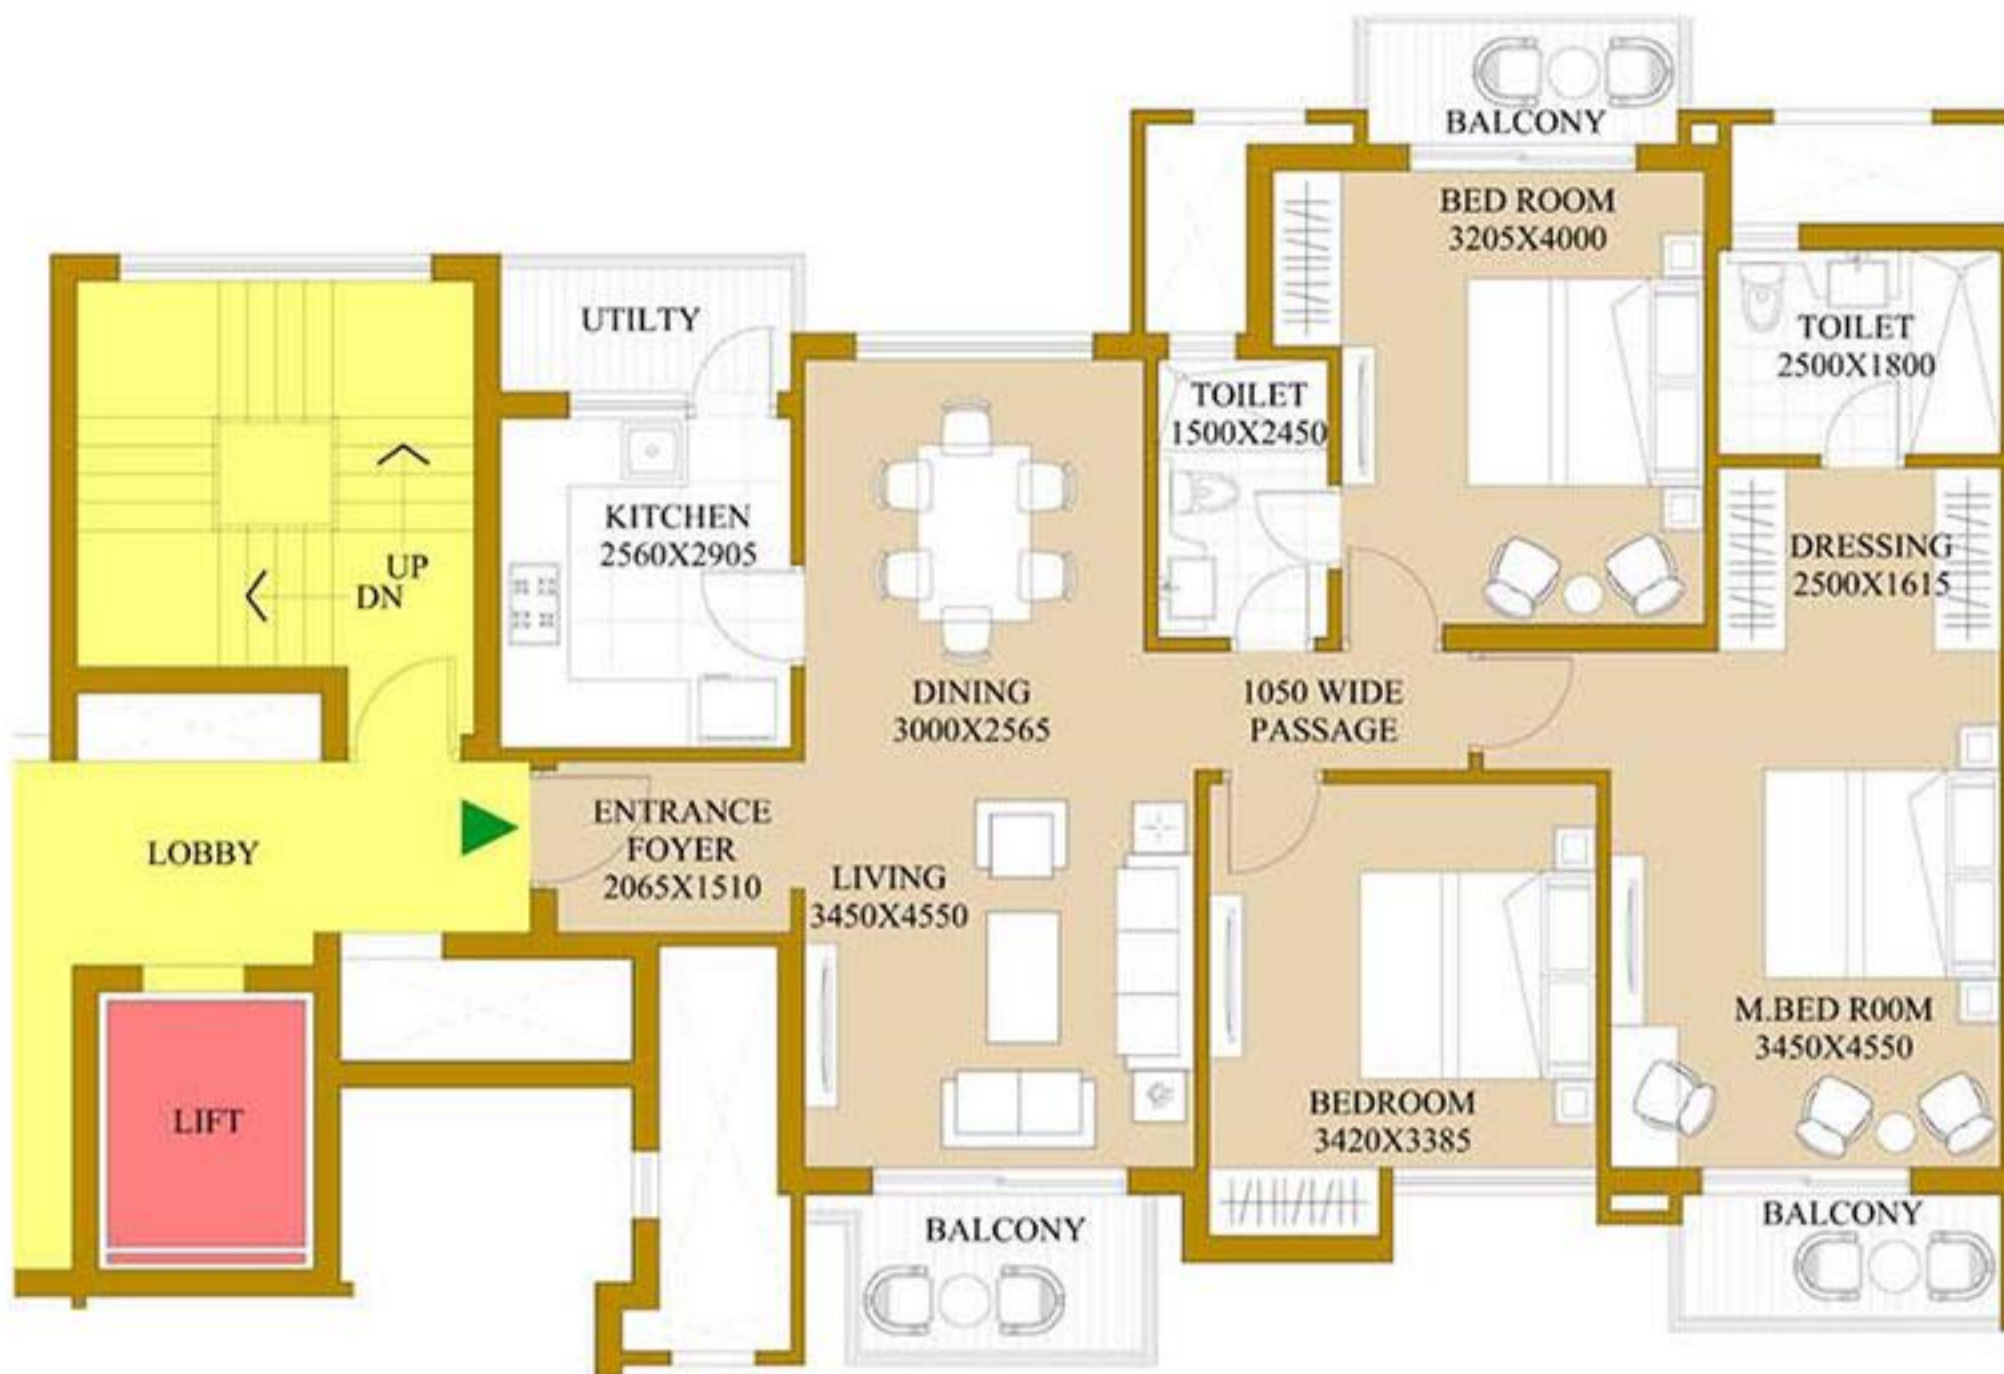 BALCONY
BED ROOM
3205X4000
UTILTY
TOILET
2500X1800
TOILET
1500X2450
KITCHEN
2560X2905
UP
DN
DRESSING
2500X1615
DINING
3000X2565
1050 WIDE
PASSAGE
ENTRANCE
FOYER
2065X1510
LOBBY
LIVING
3450X4550
M.BED R00M
3450X4550
LIFT
BEDROOM
3420X3385
BALCONY
BALCONY